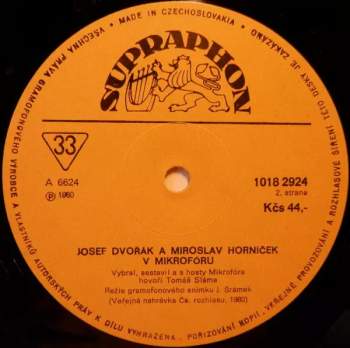 VŠECHNA PRÁVA GRAMOFONOVÉHO VÝROBCE A VLASTNÍKŮ AUTORSKÝCH PRÁV K DÍLU VYHRAZENA. POŘIZOVÁNÍ KOPIÍ, VEŘEJNÉ PROVOZOVÁNÍ A ROZHLASOVÉ ŠÍŘENÍ TÉTO DESKY JE ZAKÁZÁNO
• MADE IN CZECHOSLOVAKIA •
SUPRAPHON
33
A 6624
Ⓟ 1980
1018 2924
2. strana
Kčs 44,-
JOSEF DVOŘÁK A MIROSLAV HORNÍČEK
V MIKROFÓRU
Vybral, sestavil a s hosty Mikrofóra
hovoří Tomáš Sláma
Režie gramofonového snímku J. Šrámek
(Veřejná nahrávka Čs. rozhlasu, 1980)